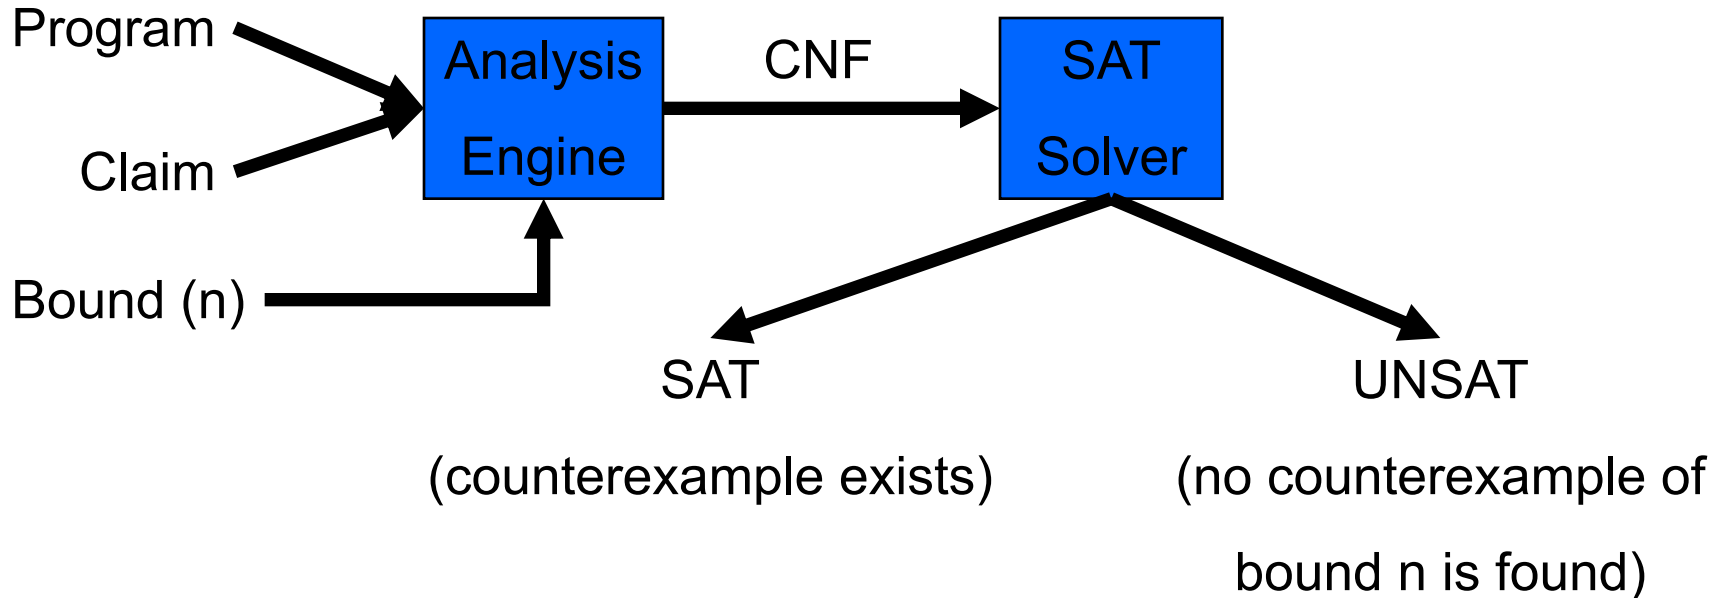 Program
Claim
Bound (n)
Analysis
Engine
CNF
SAT
Solver
SAT
(counterexample exists)
UNSAT
(no counterexample of
bound n is found)